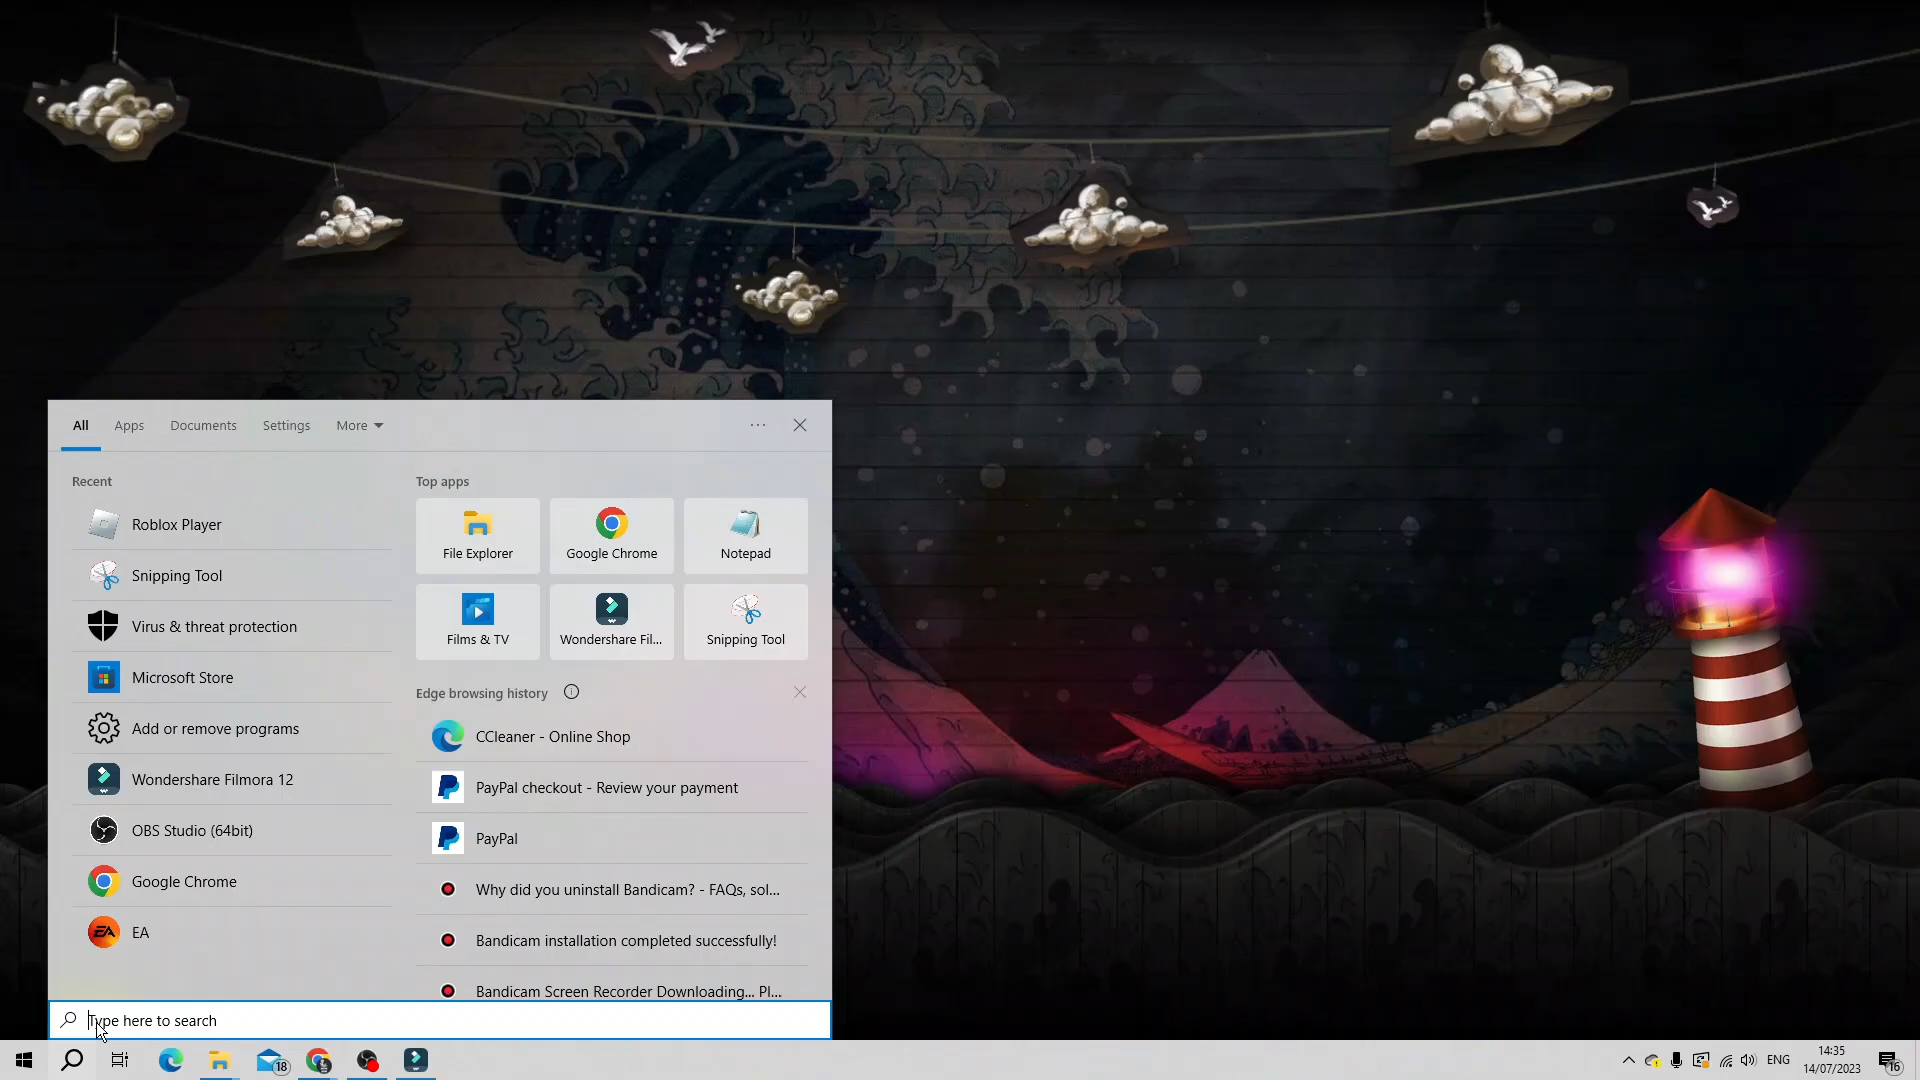 All Apps Documents Settings More
Recent
Roblox Player
Snipping Tool
Virus & threat protection
Microsoft Store
Add or remove programs
Wondershare Filmora 12
OBS Studio (64bit)
Google Chrome
EA
Top apps
File Explorer
Google Chrome
Notepad
Films & TV
Wondershare Fil...
Snipping Tool
Edge browsing history
CCleaner - Online Shop
PayPal checkout - Review your payment
PayPal
Why did you uninstall Bandicam? - FAQs, sol...
Bandicam installation completed successfully!
Bandicam Screen Recorder Downloading... Pl...
Type here to search
18
ENG
14:35
14/07/2023
16